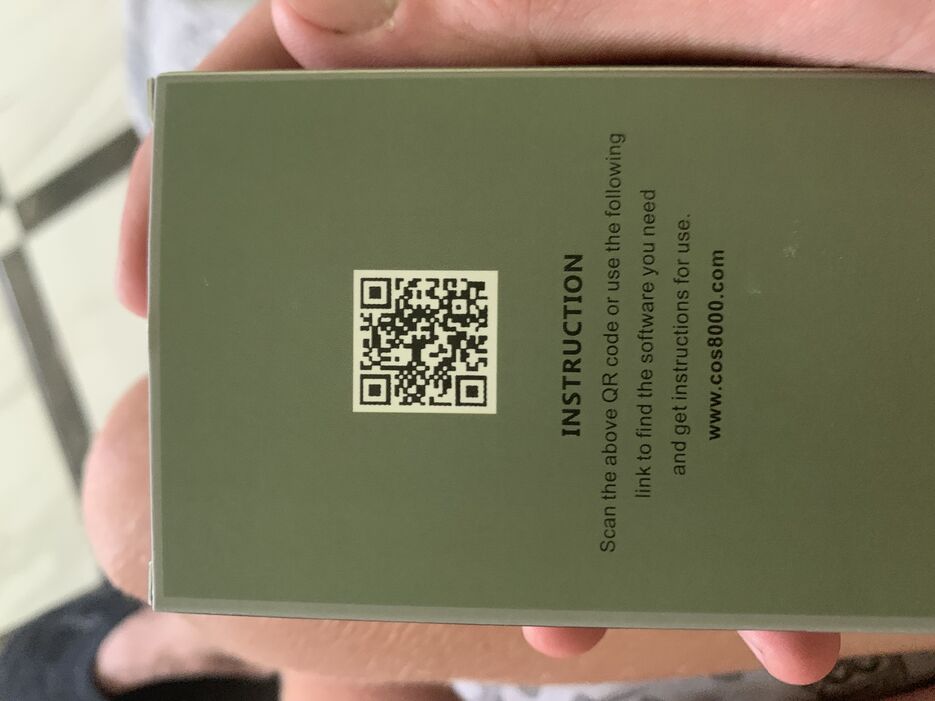 INSTRUCTION
Scan the above QR code or use the following
link to find the software you need
and get instructions for use.
www.cos8000.com